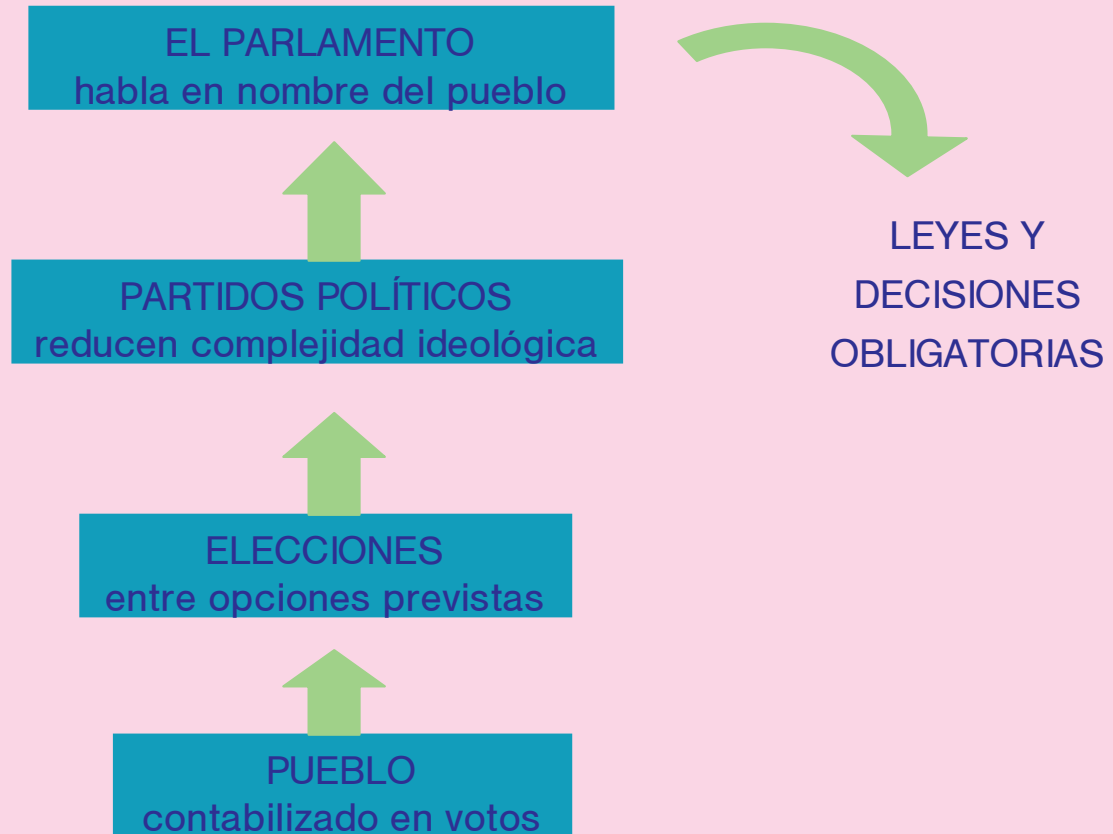 EL PARLAMENTO
habla en nombre del pueblo
LEYES Y
DECISIONES
OBLIGATORIAS
PARTIDOS POLÍTICOS
reducen complejidad ideológica
ELECCIONES
entre opciones previstas
PUEBLO
contabilizado en votos